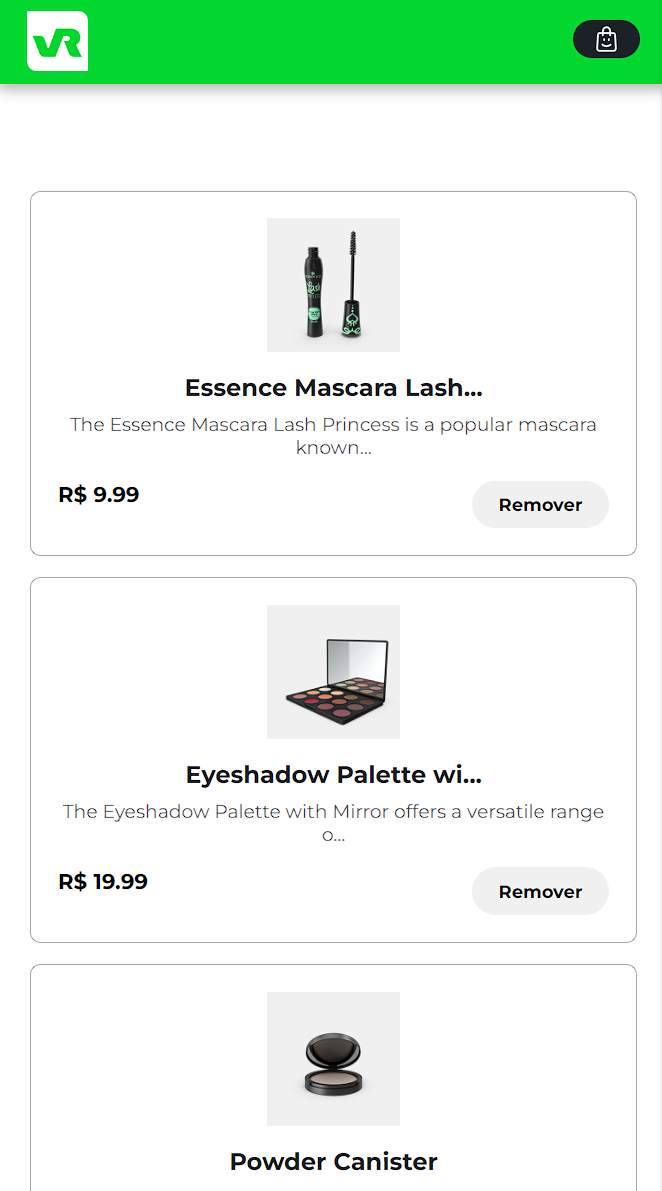 VR
Essence Mascara Lash...
The Essence Mascara Lash Princess is a popular mascara
known...
R$ 9.99
Remover
Eyeshadow Palette wi...
The Eyeshadow Palette with Mirror offers a versatile range
o...
R$ 19.99
Remover
Powder Canister